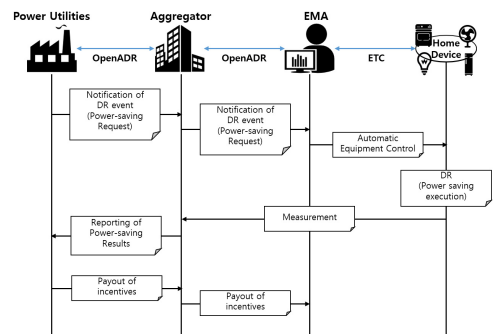 Power Utilities
Aggregator
EMA
Home
Device
OpenADR
OpenADR
ETC
Notification of
DR event
(Power-saving
Request)
Notification of
DR event
(Power-saving
Request)
Automatic
Equipment Control
DR
(Power saving
execution)
Measurement
Reporting of
Power-saving
Results
Payout of
incentives
Payout of
incentives